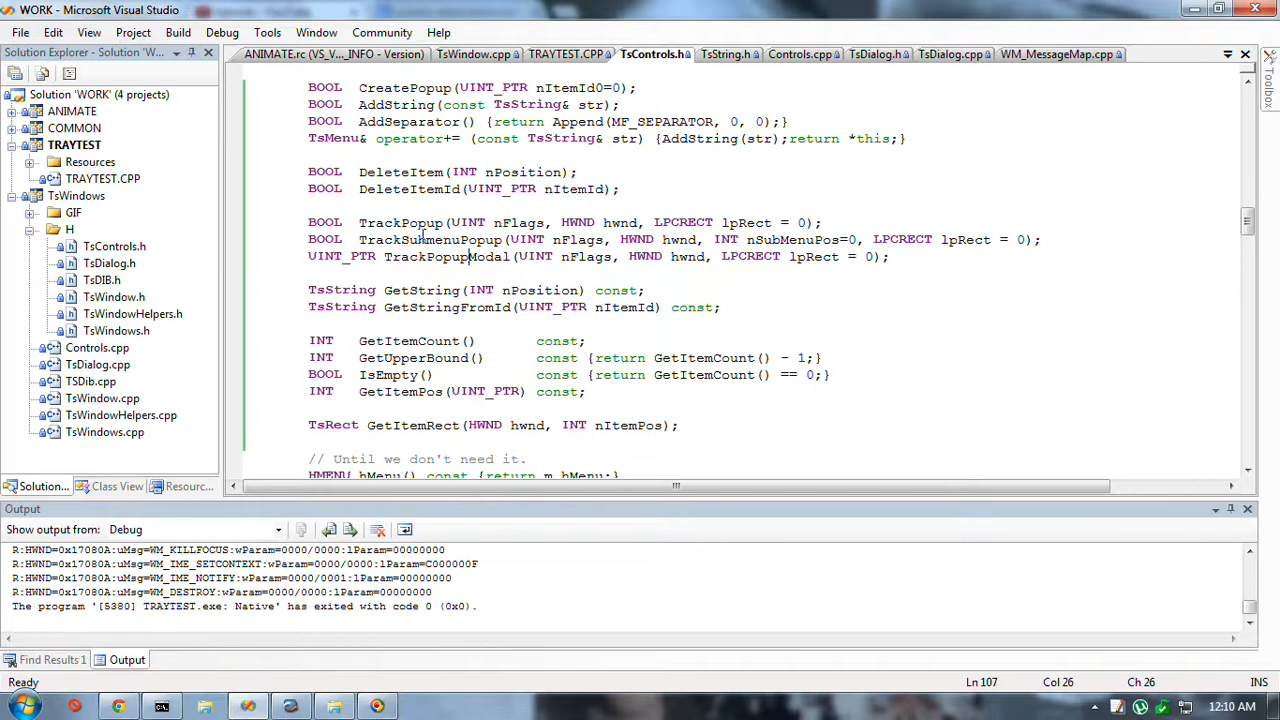 WORK - Microsoft Visual Studio
File Edit View Project Build Debug Tools Window Community Help
Solution Explorer - Solution 'W...
ANIMATE.rc (VS_V..._INFO - Version) TsWindow.cpp TRAYTEST.CPP TsControls.h TsString.h Controls.cpp TsDialog.h TsDialog.cpp WM_MessageMap.cpp
Toolbox
Solution 'WORK' (4 projects)
ANIMATE
COMMON
TRAYTEST
Resources
TRAYTEST.CPP
TsWindows
GIF
H
TsControls.h
TsDialog.h
TsDIB.h
TsWindow.h
TsWindowHelpers.h
TsWindows.h
Controls.cpp
TsDialog.cpp
TSDib.cpp
TsWindow.cpp
TsWindowHelpers.cpp
TsWindows.cpp
Solution... Class View Resourc...
BOOL CreatePopup(UINT_PTR nItemId0=0);
BOOL AddString(const TsString& str);
BOOL AddSeparator() {return Append(MF_SEPARATOR, 0, 0);}
TsMenu& operator+= (const TsString& str) {AddString(str);return *this;}
BOOL DeleteItem(INT nPosition);
BOOL DeleteItemId(UINT_PTR nItemId);
BOOL TrackPopup(UINT nFlags, HWND hwnd, LPCRECT lpRect = 0);
BOOL TrackSubmenuPopup(UINT nFlags, HWND hwnd, INT nSubMenuPos=0, LPCRECT lpRect = 0);
UINT_PTR TrackPopupModal(UINT nFlags, HWND hwnd, LPCRECT lpRect = 0);
TsString GetString(INT nPosition) const;
TsString GetStringFromId(UINT_PTR nItemId) const;
INT GetItemCount() const;
INT GetUpperBound() const {return GetItemCount() - 1;}
BOOL IsEmpty() const {return GetItemCount() == 0;}
INT GetItemPos(UINT_PTR) const;
TsRect GetItemRect(HWND hwnd, INT nItemPos);
// Until we don't need it.
HMENU hMenu() const {return m_hMenu;}
Output
Show output from: Debug
R:HWND=0x17080A:uMsg=WM_KILLFOCUS:wParam=0000/0000:lParam=00000000
R:HWND=0x17080A:uMsg=WM_IME_SETCONTEXT:wParam=0000/0000:lParam=C000000F
R:HWND=0x17080A:uMsg=WM_IME_NOTIFY:wParam=0000/0001:lParam=00000000
R:HWND=0x17080A:uMsg=WM_DESTROY:wParam=0000/0000:lParam=00000000
The program '[5380] TRAYTEST.exe: Native' has exited with code 0 (0x0).
Find Results 1 Output
Ready Ln 107 Col 26 Ch 26 INS
12:10 AM